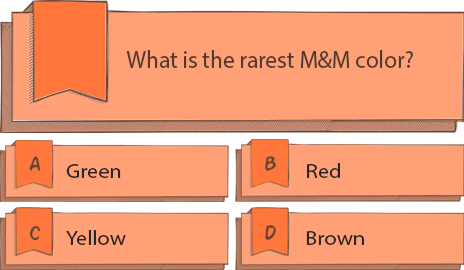 What is the rarest M&M color?
A Green
B Red
C Yellow
D Brown